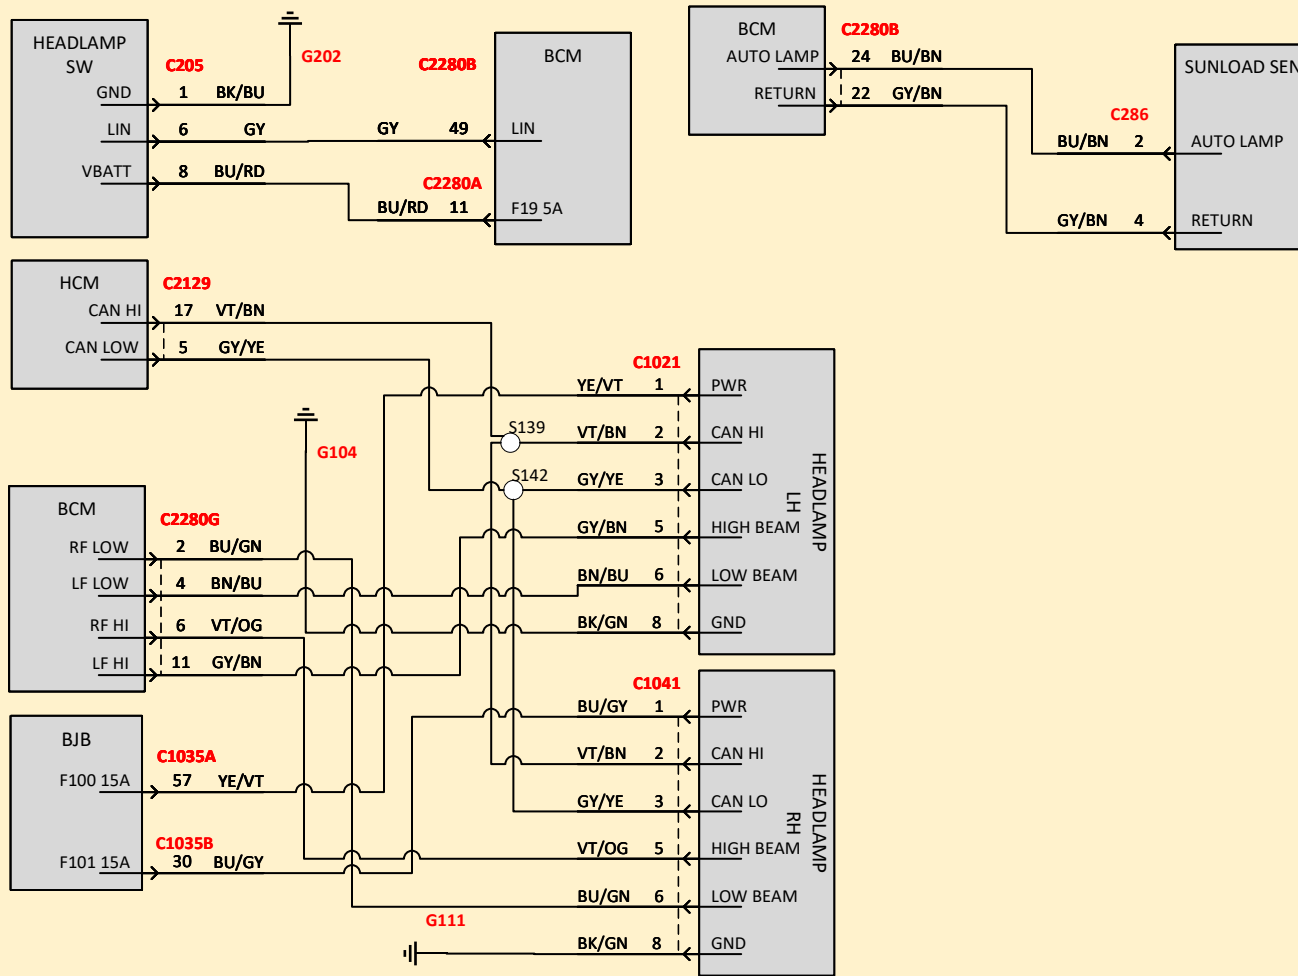 HEADLAMP
SW
C205
G202
GND 1 BK/BU
LIN 6 GY
VBATT 8 BU/RD
C2280B
BCM
GY 49 LIN
C2280A
BU/RD 11 F19 5A
BCM
C2280B
AUTO LAMP 24 BU/BN
RETURN 22 GY/BN
SUNLOAD SEN
C286
BU/BN 2 AUTO LAMP
GY/BN 4 RETURN
HCM
C2129
CAN HI 17 VT/BN
CAN LOW 5 GY/YE
G104
S139
S142
C1021
YE/VT 1 PWR
VT/BN 2 CAN HI
GY/YE 3 CAN LO
GY/BN 5 HIGH BEAM
BN/BU 6 LOW BEAM
BK/GN 8 GND
HEADLAMP
LH
BCM
C2280G
RF LOW 2 BU/GN
LF LOW 4 BN/BU
RF HI 6 VT/OG
LF HI 11 GY/BN
BJB
C1035A
F100 15A 57 YE/VT
C1035B
F101 15A 30 BU/GY
C1041
BU/GY 1 PWR
VT/BN 2 CAN HI
GY/YE 3 CAN LO
VT/OG 5 HIGH BEAM
BU/GN 6 LOW BEAM
G111
BK/GN 8 GND
HEADLAMP
RH